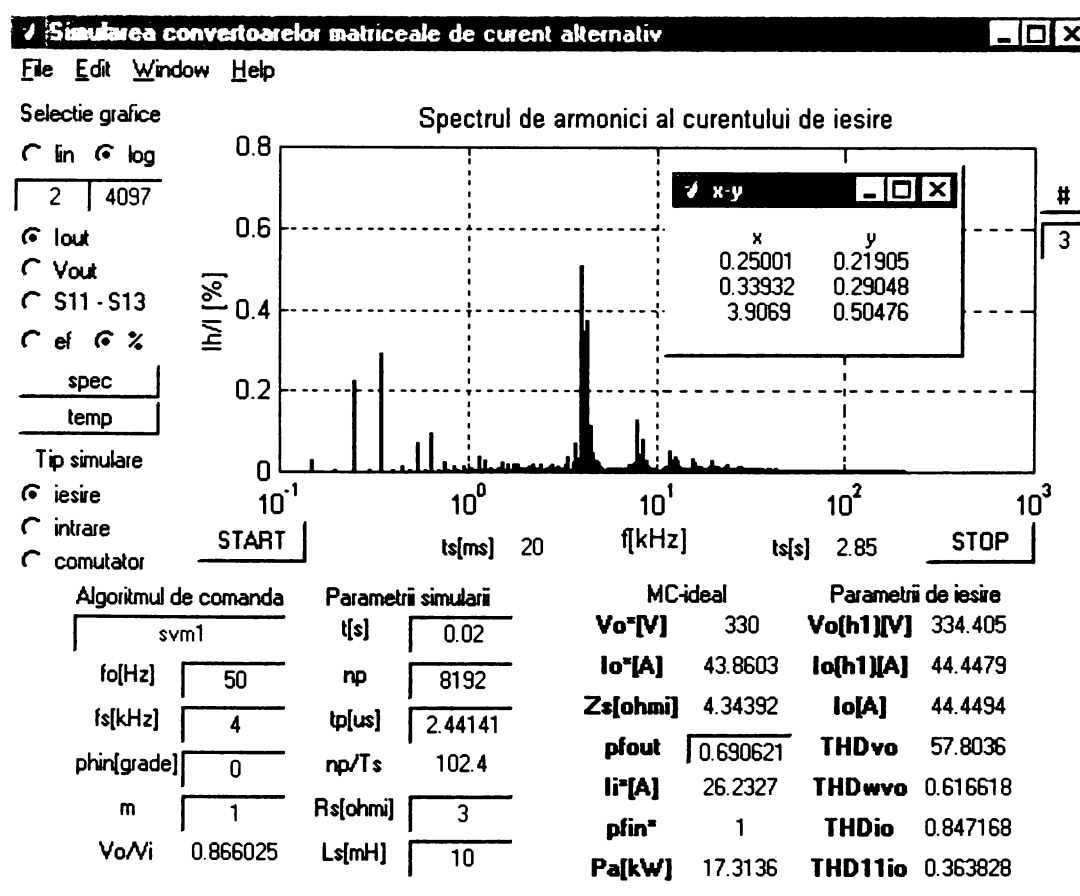 Simularea convertoarelor matriceale de curent alternativ
File Edit Window Help
Selectie grafice
lin log
2 4097
Iout
Vout
S11 - S13
ef %
spec
temp
Tip simulare
iesire
intrare
comutator
Spectrul de armonici al curentului de iesire
Ih/I [%]
0.8
0.6
0.4
0.2
0
10^-1 10^0 10^1 10^2 10^3
f[kHz]
x-y
x y
0.25001 0.21905
0.33932 0.29048
3.9069 0.50476
#
3
START ts[ms] 20 ts[s] 2.85 STOP
Algoritmul de comanda
svm1
fo[Hz] 50
fs[kHz] 4
phin[grade] 0
m 1
Vo/Vi 0.866025
Parametrii simularii
t[s] 0.02
np 8192
tp[us] 2.44141
np/Ts 102.4
Rs[ohmi] 3
Ls[mH] 10
MC-ideal
Vo*[V] 330
Io*[A] 43.8603
Zs[ohmi] 4.34392
pfout 0.690621
Ii*[A] 26.2327
pfin* 1
Pa[kW] 17.3136
Parametrii de iesire
Vo(h1)[V] 334.405
Io(h1)[A] 44.4479
Io[A] 44.4494
THDvo 57.8036
THDwvo 0.616618
THDio 0.847168
THD11io 0.363828